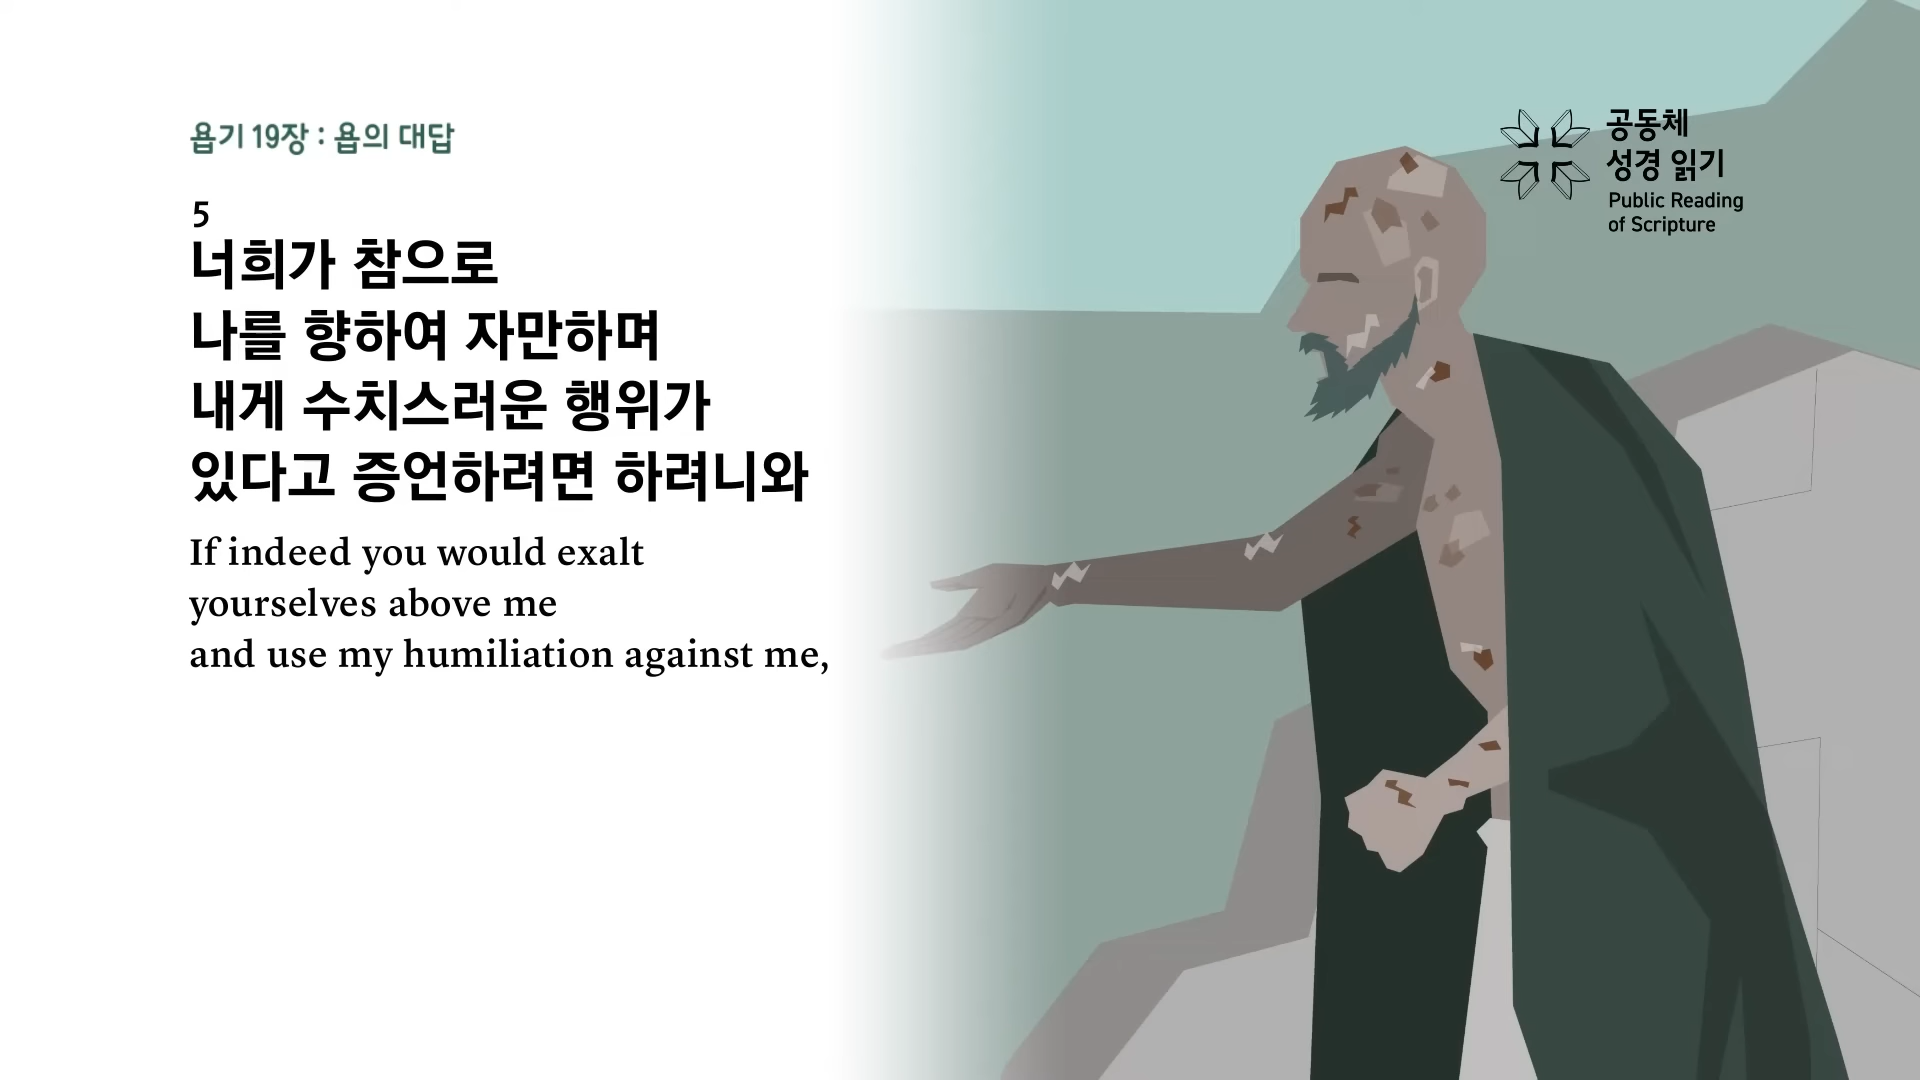 욥기 19장 : 욥의 대답
5
너희가 참으로
나를 향하여 자만하며
내게 수치스러운 행위가
있다고 증언하려면 하려니와
If indeed you would exalt
yourselves above me
and use my humiliation against me,
공동체
성경 읽기
Public Reading
of Scripture